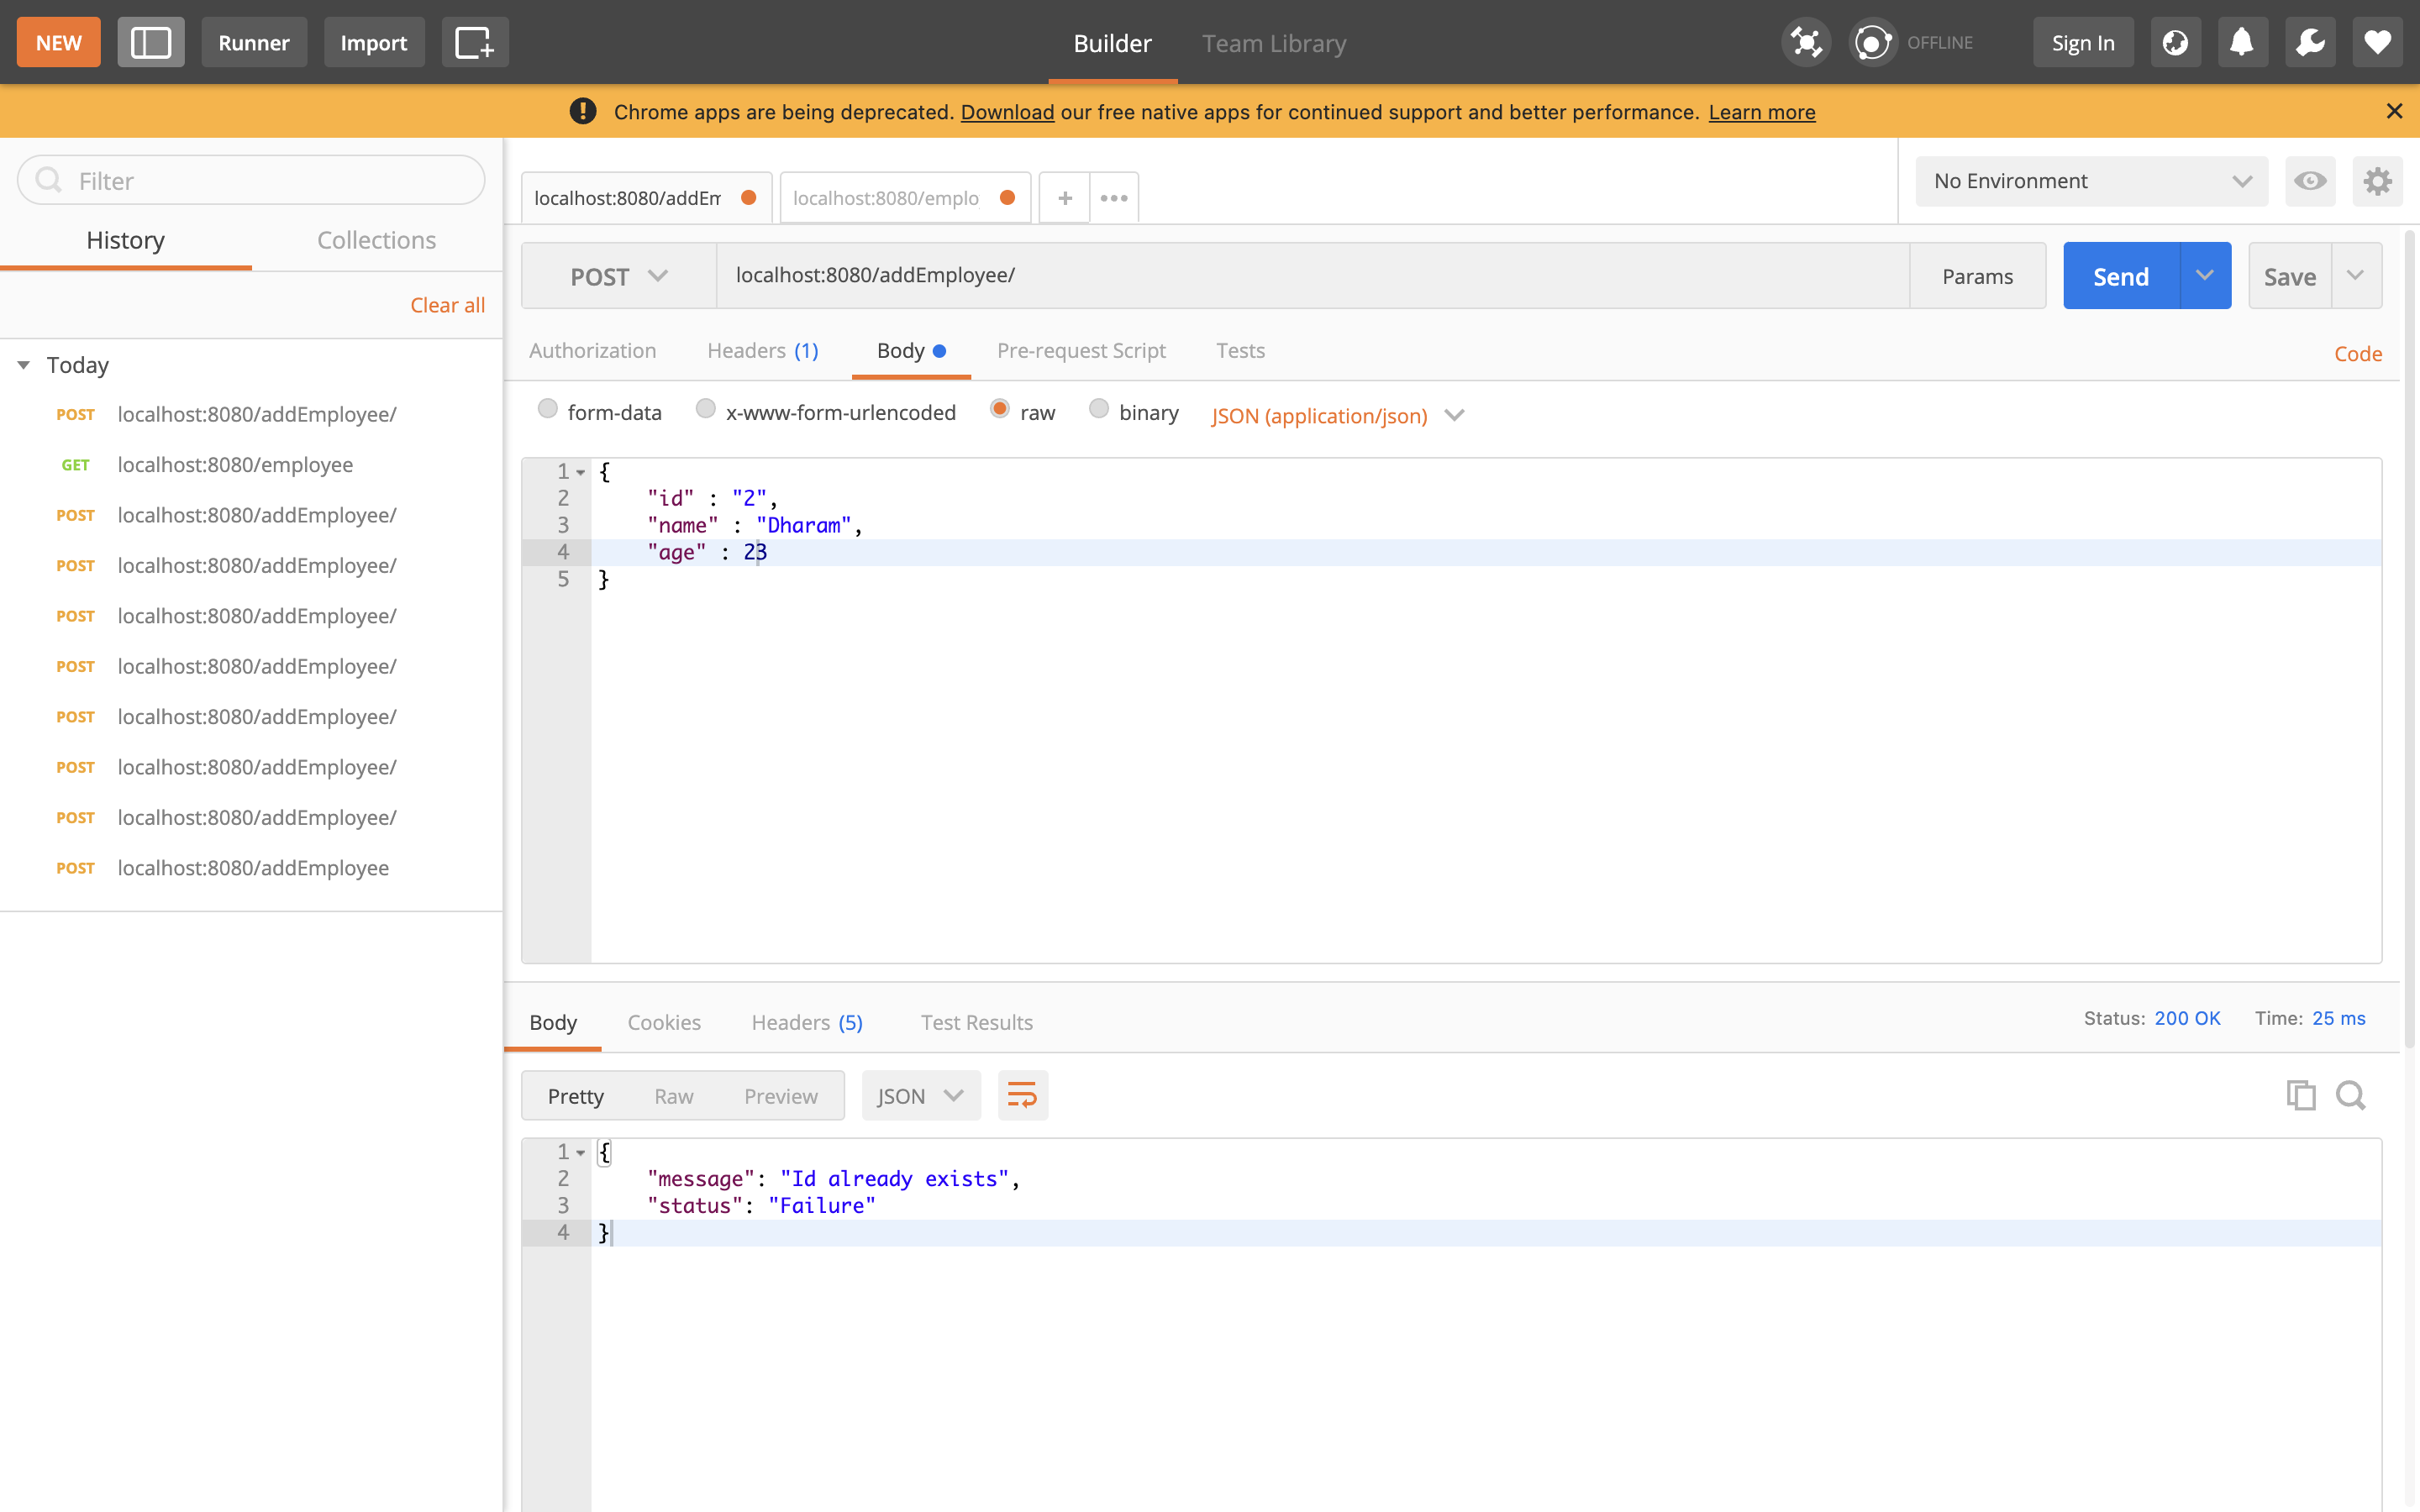 NEW
Runner
Import
Builder
Team Library
OFFLINE
Sign In
Chrome apps are being deprecated. Download our free native apps for continued support and better performance. Learn more
Filter
History
Collections
Clear all
Today
POST localhost:8080/addEmployee/
GET localhost:8080/employee
POST localhost:8080/addEmployee/
POST localhost:8080/addEmployee/
POST localhost:8080/addEmployee/
POST localhost:8080/addEmployee/
POST localhost:8080/addEmployee/
POST localhost:8080/addEmployee/
POST localhost:8080/addEmployee/
POST localhost:8080/addEmployee
localhost:8080/addEm
localhost:8080/emplo
No Environment
POST
localhost:8080/addEmployee/
Params
Send
Save
Authorization
Headers (1)
Body
Pre-request Script
Tests
Code
form-data
x-www-form-urlencoded
raw
binary
JSON (application/json)
1 {
2 "id" : "2",
3 "name" : "Dharam",
4 "age" : 23
5 }
Body
Cookies
Headers (5)
Test Results
Status: 200 OK
Time: 25 ms
Pretty
Raw
Preview
JSON
1 {
2 "message": "Id already exists",
3 "status": "Failure"
4 }